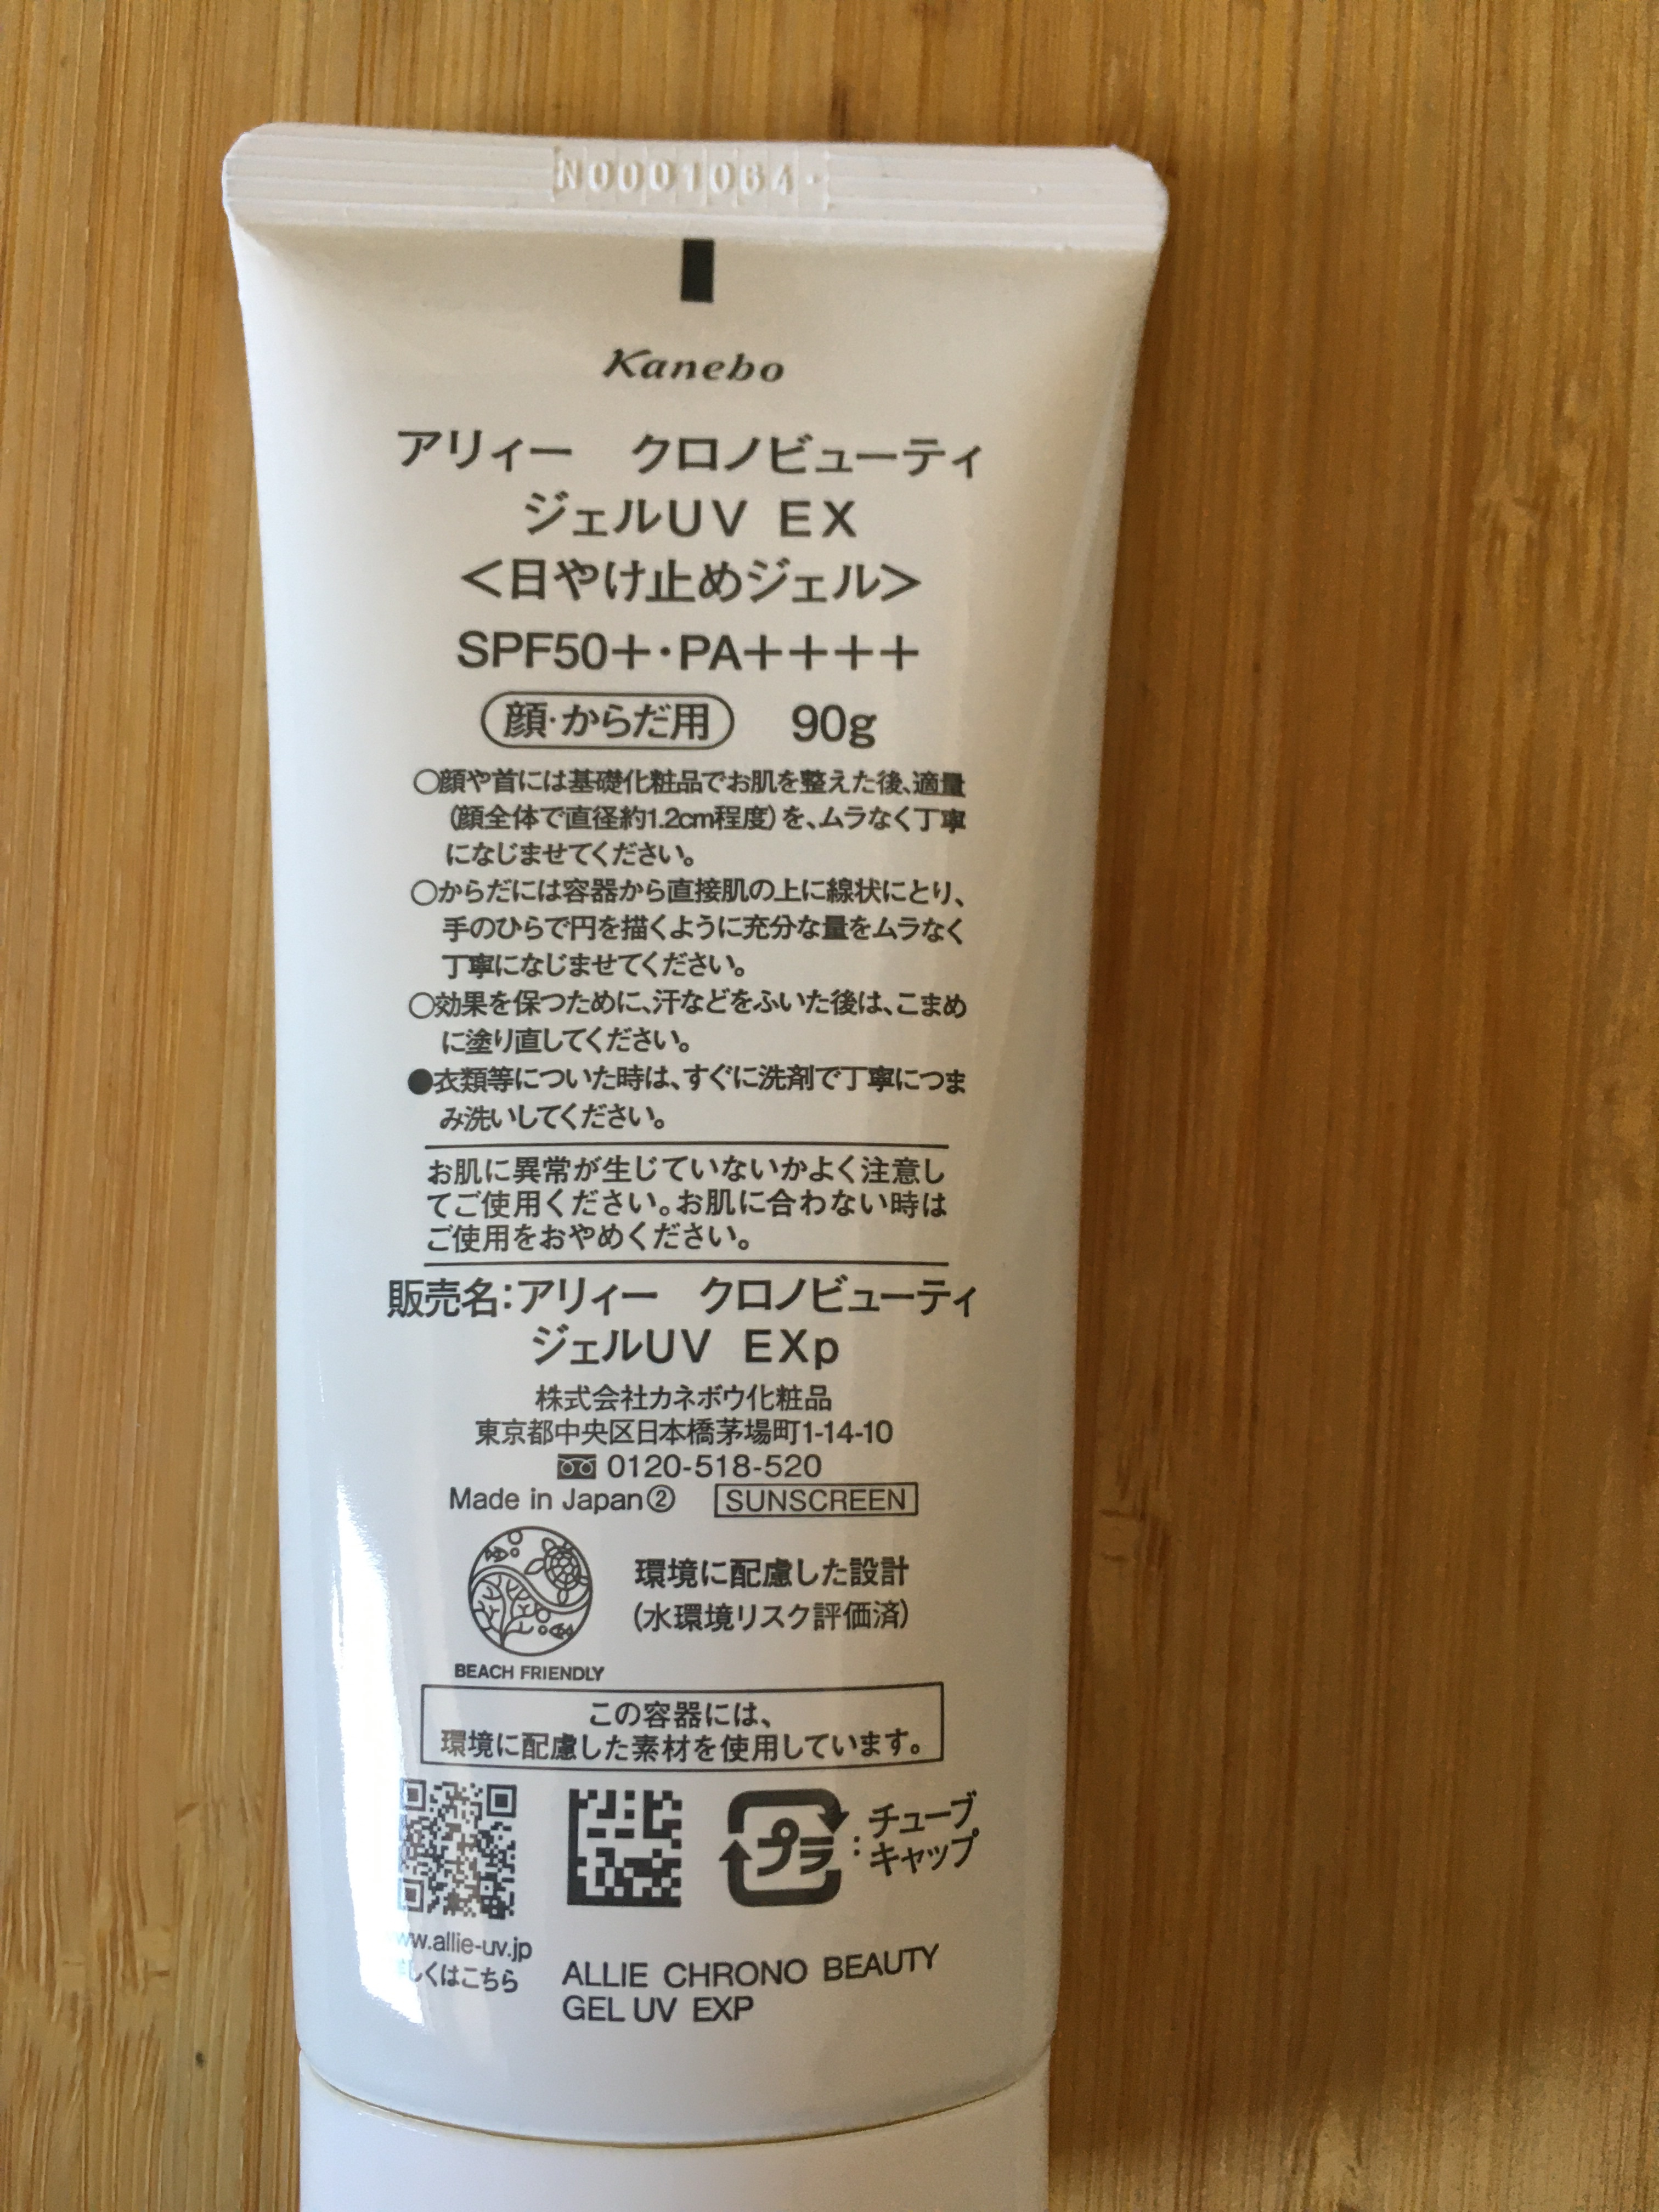 N0001064・
Kanebo
アリィー　クロノビューティ
ジェルUV EX
＜日やけ止めジェル＞
SPF50＋・PA＋＋＋＋
顔・からだ用　90g
○顔や首には基礎化粧品でお肌を整えた後、適量
（顔全体で直径約1.2cm程度）を、ムラなく丁寧
になじませてください。
○からだには容器から直接肌の上に線状にとり、
手のひらで円を描くように充分な量をムラなく
丁寧になじませてください。
○効果を保つために、汗などをふいた後は、こまめ
に塗り直してください。
●衣類等についた時は、すぐに洗剤で丁寧につま
み洗いしてください。
お肌に異常が生じていないかよく注意し
てご使用ください。お肌に合わない時は
ご使用をおやめください。
販売名：アリィー　クロノビューティ
ジェルUV EXp
株式会社カネボウ化粧品
東京都中央区日本橋茅場町1-14-10
0120-518-520
Made in Japan② SUNSCREEN
環境に配慮した設計
（水環境リスク評価済）
BEACH FRIENDLY
この容器には、
環境に配慮した素材を使用しています。
プラ：チューブ
キャップ
w.allie-uv.jp
しくはこちら
ALLIE CHRONO BEAUTY
GEL UV EXP